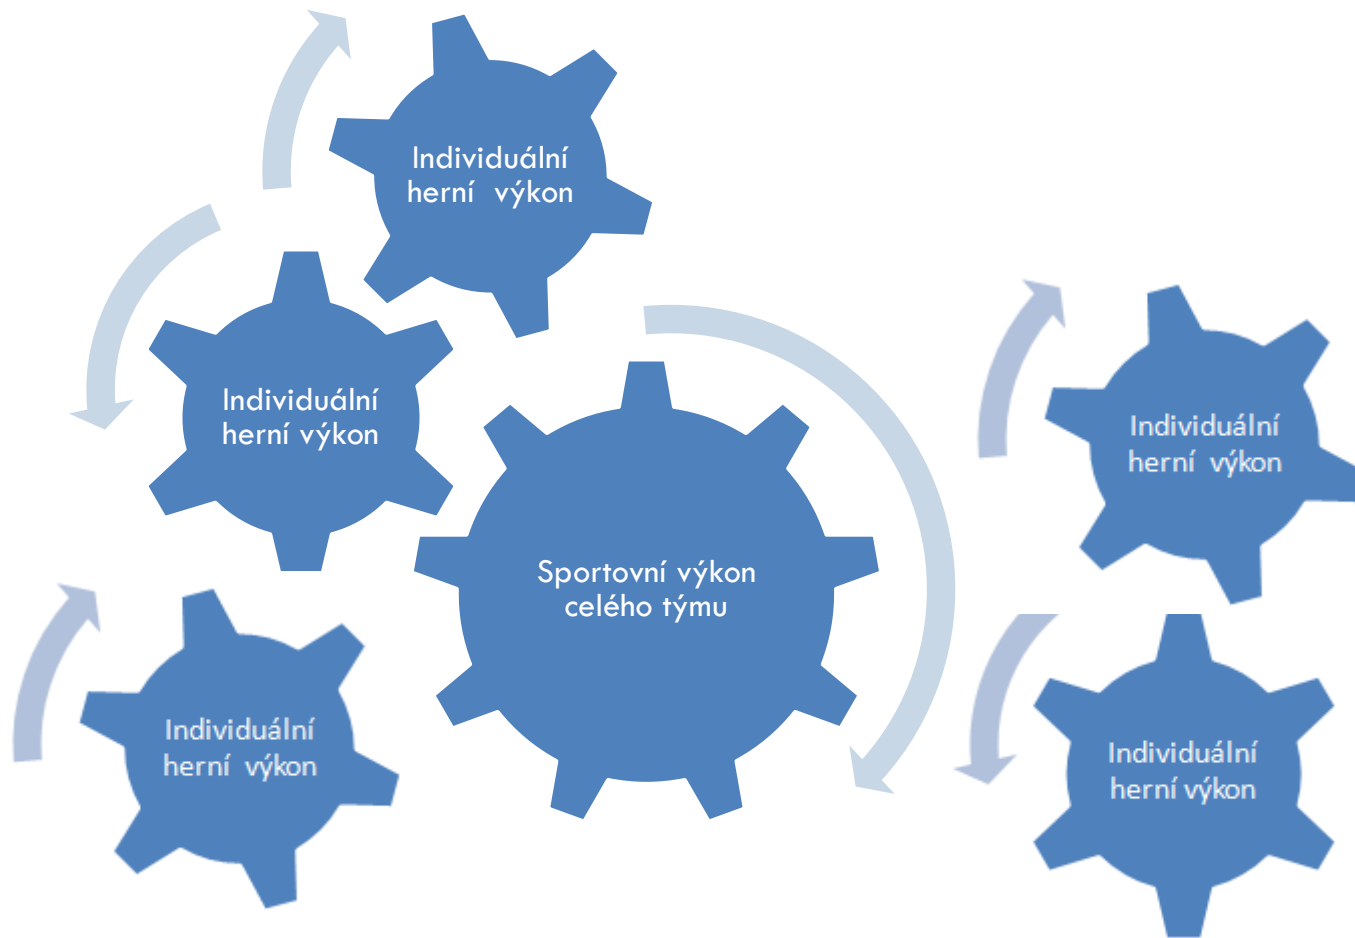 Individuální
herní výkon
Individuální
herní výkon
Sportovní výkon
celého týmu
Individuální
herní výkon
Individuální
herní výkon
Individuální
herní výkon